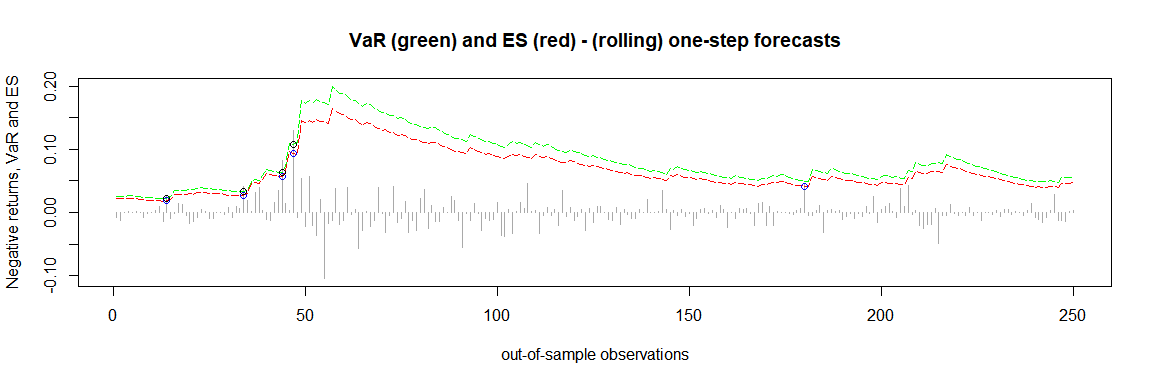 VaR (green) and ES (red) - (rolling) one-step forecasts
Negative returns, VaR and ES
0.20
0.10
0.00
-0.10
0 50 100 150 200 250
out-of-sample observations